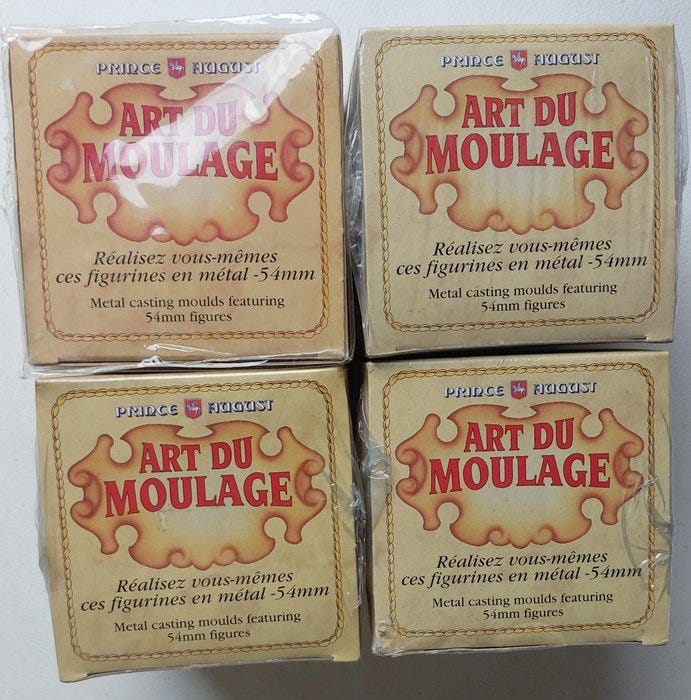 PRINCE AUGUST
ART DU
MOULAGE
Réalisez vous-mêmes
ces figurines en métal -54mm
Metal casting moulds featuring
54mm figures
PRINCE AUGUST
ART DU
MOULAGE
Réalisez vous-mêmes
ces figurines en métal -54mm
Metal casting moulds featuring
54mm figures
PRINCE AUGUST
ART DU
MOULAGE
Réalisez vous-mêmes
ces figurines en métal -54mm
Metal casting moulds featuring
54mm figures
PRINCE AUGUST
ART DU
MOULAGE
Réalisez vous-mêmes
ces figurines en métal -54mm
Metal casting moulds featuring
54mm figures